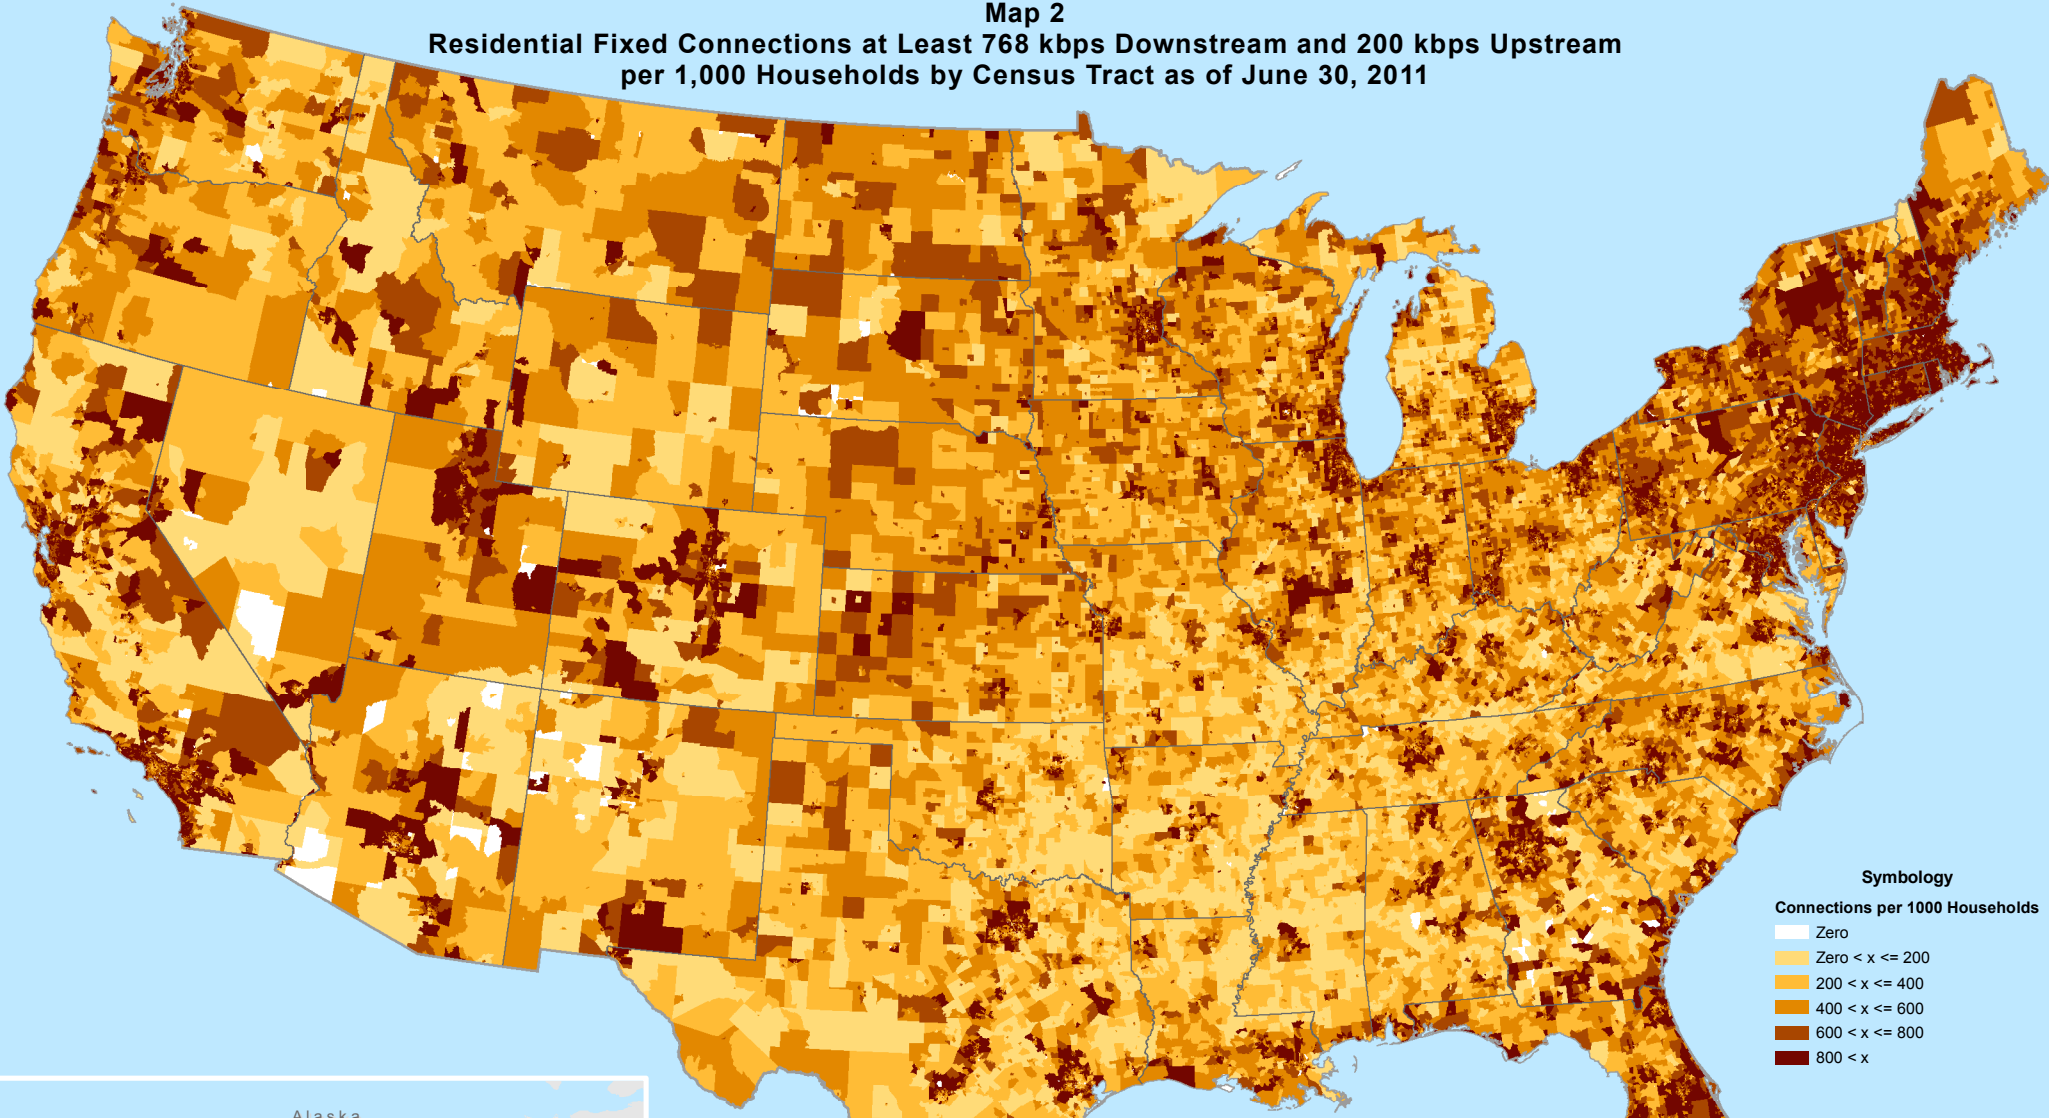 Map 2
Residential Fixed Connections at Least 768 kbps Downstream and 200 kbps Upstream
per 1,000 Households by Census Tract as of June 30, 2011
Symbology
Connections per 1000 Households
Zero
Zero < x <= 200
200 < x <= 400
400 < x <= 600
600 < x <= 800
800 < x
Alaska